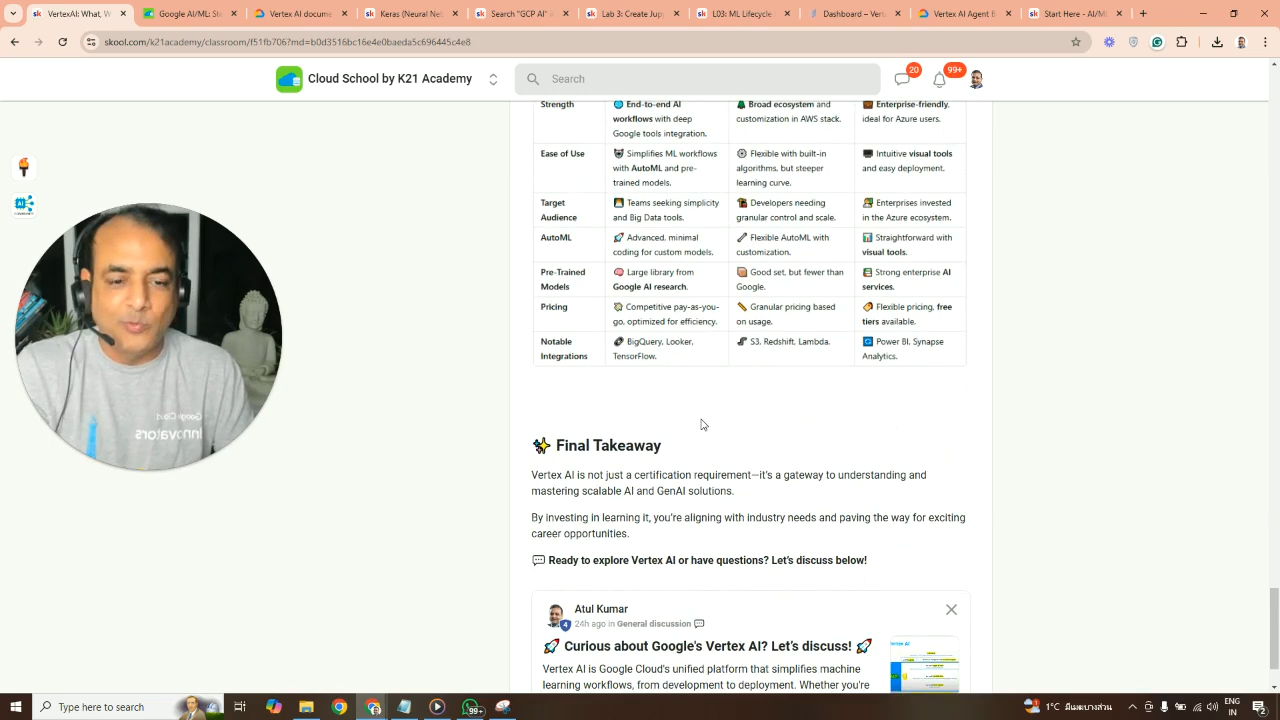 L03: Vertex AI What, W
Google AI/ML St
Vertex AI docume
Keras (Neural Net
Search "GCP AI"
Lab 3: Create Jup
L03: ML Lifecycl
Dashboard – Vert
Vertex AI Agent B
Start Here - AI/ML
skool.com/k21academy/classroom/f51fb706?md=b0d3516bc16e4e0baeda5c696445c4e8
Cloud School by K21 Academy
Search
20
99+
Strength
End-to-end AI
workflows with deep
Google tools integration.
Broad ecosystem and
customization in AWS stack.
Enterprise-friendly,
ideal for Azure users.
Ease of Use
Simplifies ML workflows
with AutoML and pre-
trained models.
Flexible with built-in
algorithms, but steeper
learning curve.
Intuitive visual tools
and easy deployment.
Target
Audience
Teams seeking simplicity
and Big Data tools.
Developers needing
granular control and scale.
Enterprises invested
in the Azure ecosystem.
AutoML
Advanced, minimal
coding for custom models.
Flexible AutoML with
customization.
Straightforward with
visual tools.
Pre-Trained
Models
Large library from
Google AI research.
Good set, but fewer than
Google.
Strong enterprise AI
services.
Pricing
Competitive pay-as-you-
go, optimized for efficiency.
Granular pricing based
on usage.
Flexible pricing, free
tiers available.
Notable
Integrations
BigQuery, Looker,
TensorFlow.
S3, Redshift, Lambda.
Power BI, Synapse
Analytics.
Final Takeaway
Vertex AI is not just a certification requirement—it's a gateway to understanding and
mastering scalable AI and GenAI solutions.
By investing in learning it, you're aligning with industry needs and paving the way for exciting
career opportunities.
Ready to explore Vertex AI or have questions? Let's discuss below!
Atul Kumar
4
24h ago in General discussion
Curious about Google's Vertex AI? Let's discuss!
Vertex AI is Google Cloud's unified platform that simplifies machine
learning workflows, from development to deployment. Whether you're
Google Cloud
Innovators
Type here to search
99+
1°C
ENG
2